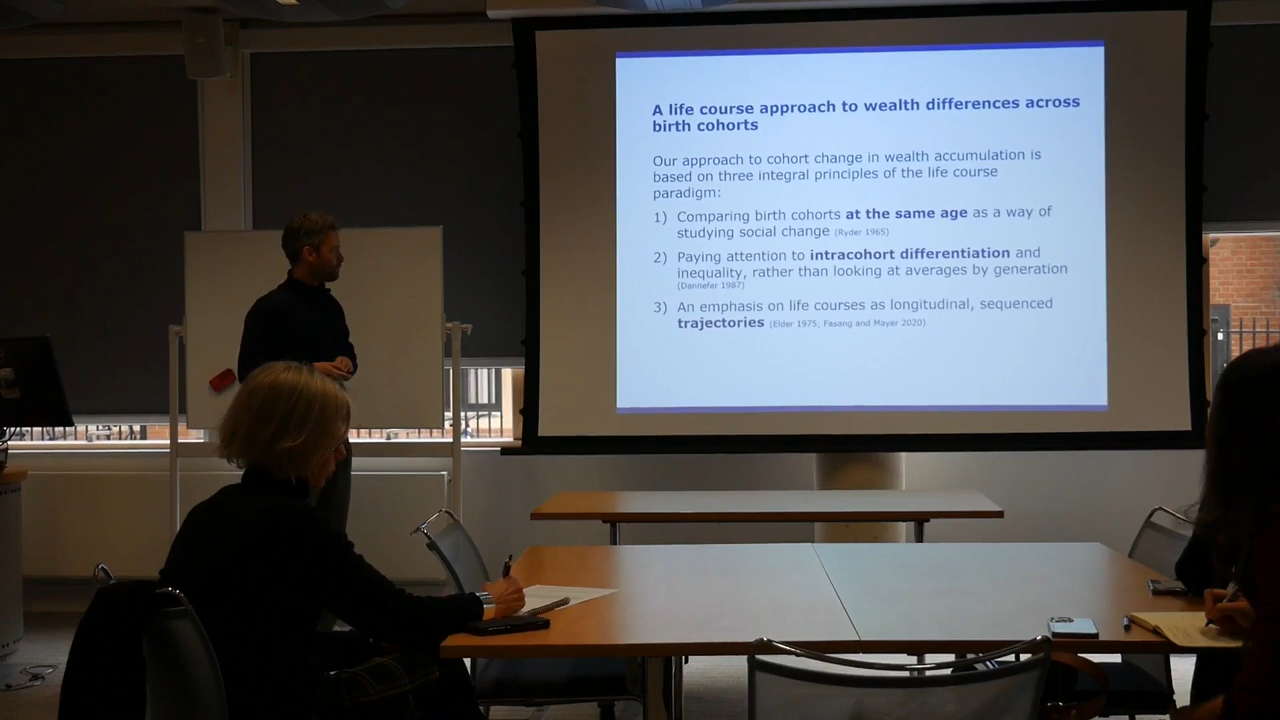 A life course approach to wealth differences across
birth cohorts
Our approach to cohort change in wealth accumulation is
based on three integral principles of the life course
paradigm:
1) Comparing birth cohorts at the same age as a way of
studying social change (Ryder 1965)
2) Paying attention to intracohort differentiation and
inequality, rather than looking at averages by generation
(Dannefer 1987)
3) An emphasis on life courses as longitudinal, sequenced
trajectories (Elder 1975; Fasang and Mayer 2020)